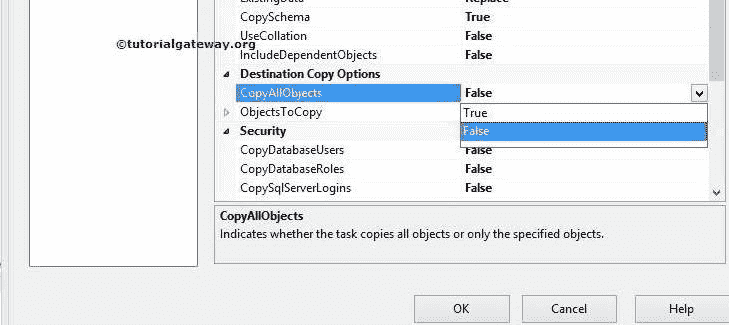 ExistingData Replace
CopySchema True
©tutorialgateway.org
UseCollation False
IncludeDependentObjects False
Destination Copy Options
CopyAllObjects False
ObjectsToCopy
True
Security False
CopyDatabaseUsers False
CopyDatabaseRoles False
CopySqlServerLogins False
CopyAllObjects
Indicates whether the task copies all objects or only the specified objects.
OK Cancel Help